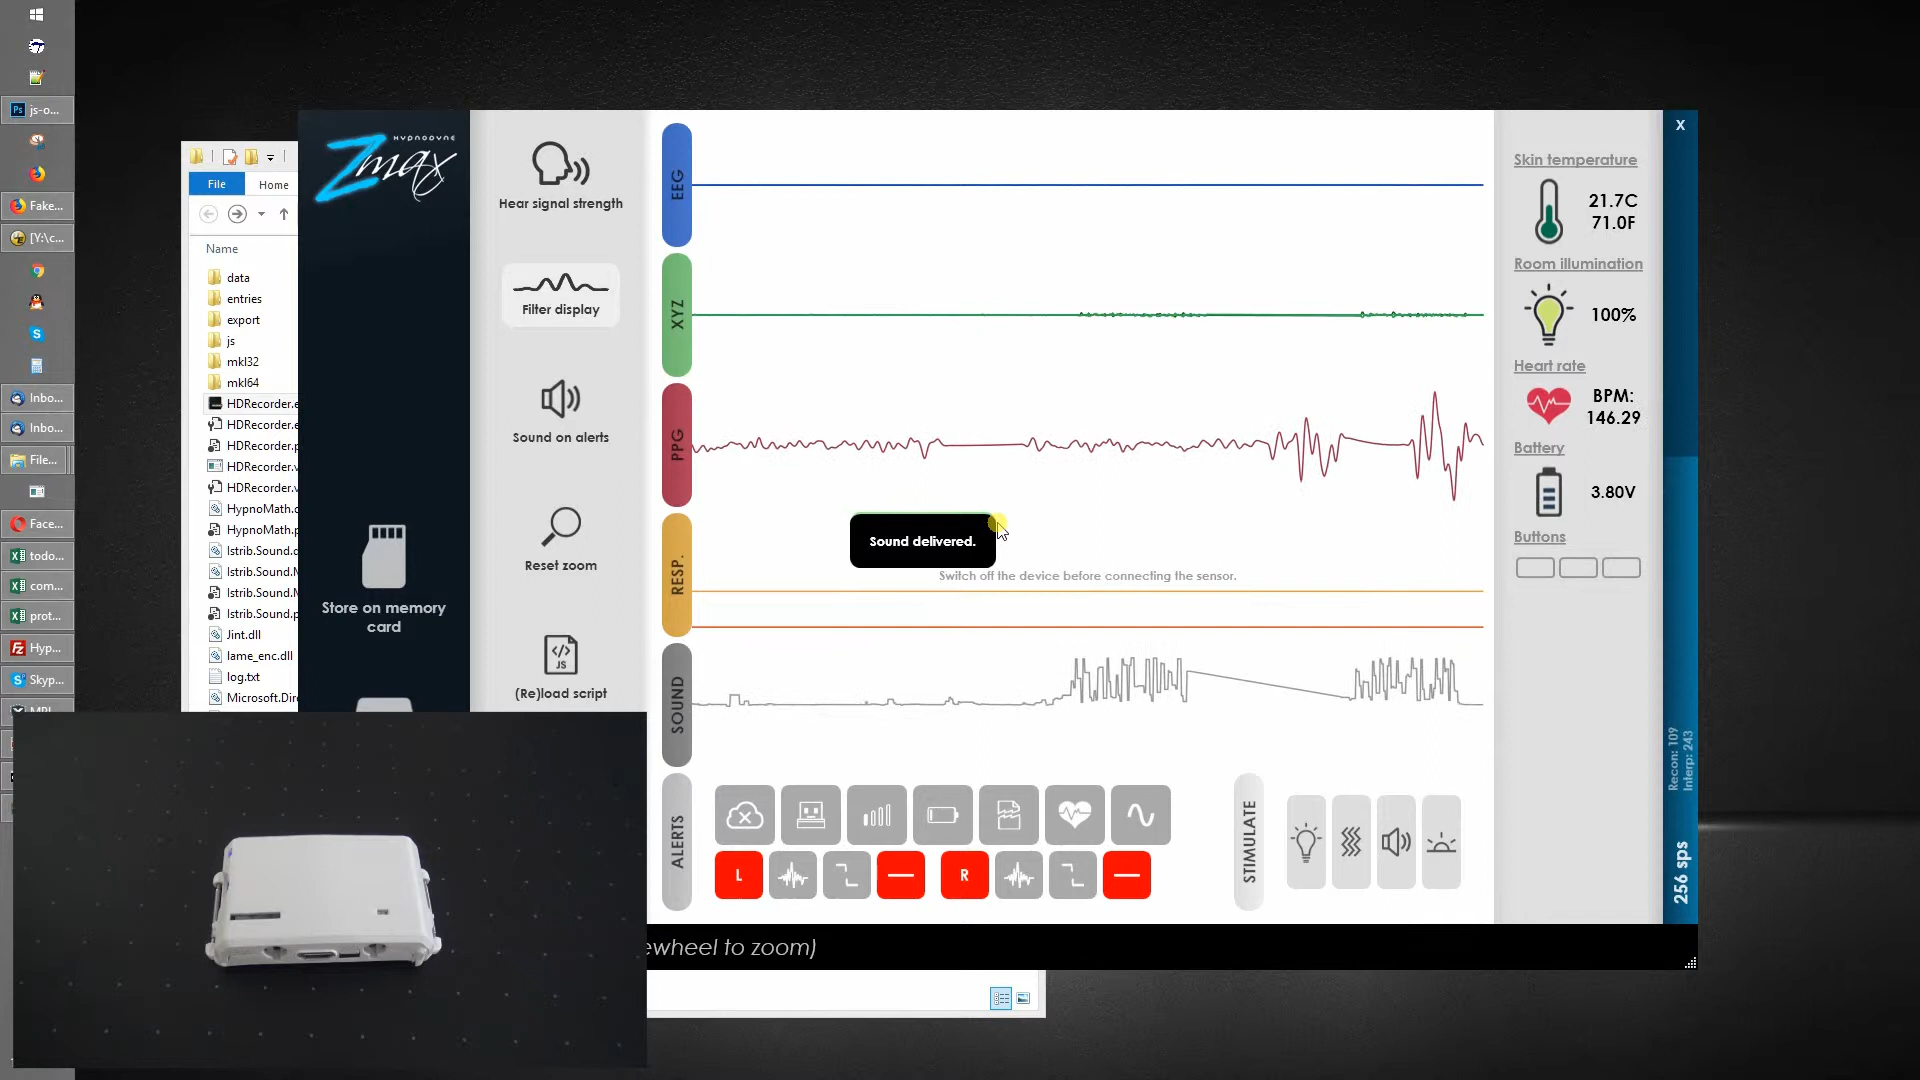 js-o...
Fake...
[Y:\c...
Inbo...
Inbo...
File...
Face...
todo...
com...
prot...
Hyp...
Skyp...
File
Home
Name
data
entries
export
js
mkl32
mkl64
HDRecorder.e
HDRecorder.e
HDRecorder.p
HDRecorder.v
HDRecorder.v
HypnoMath.d
HypnoMath.p
Istrib.Sound.d
Istrib.Sound.M
Istrib.Sound.M
Istrib.Sound.p
Jint.dll
lame_enc.dll
log.txt
Microsoft.Dire
HYPNODYNE
Zmax
Store on memory
card
Hear signal strength
Filter display
Sound on alerts
Reset zoom
JS
(Re)load script
EEG
XYZ
PPG
RESP.
SOUND
ALERTS
Sound delivered.
Switch off the device before connecting the sensor.
L
R
STIMULATE
X
Skin temperature
21.7C
71.0F
Room illumination
100%
Heart rate
BPM:
146.29
Battery
3.80V
Buttons
Recon: 109
Interp: 243
256 sps
ewheel to zoom)